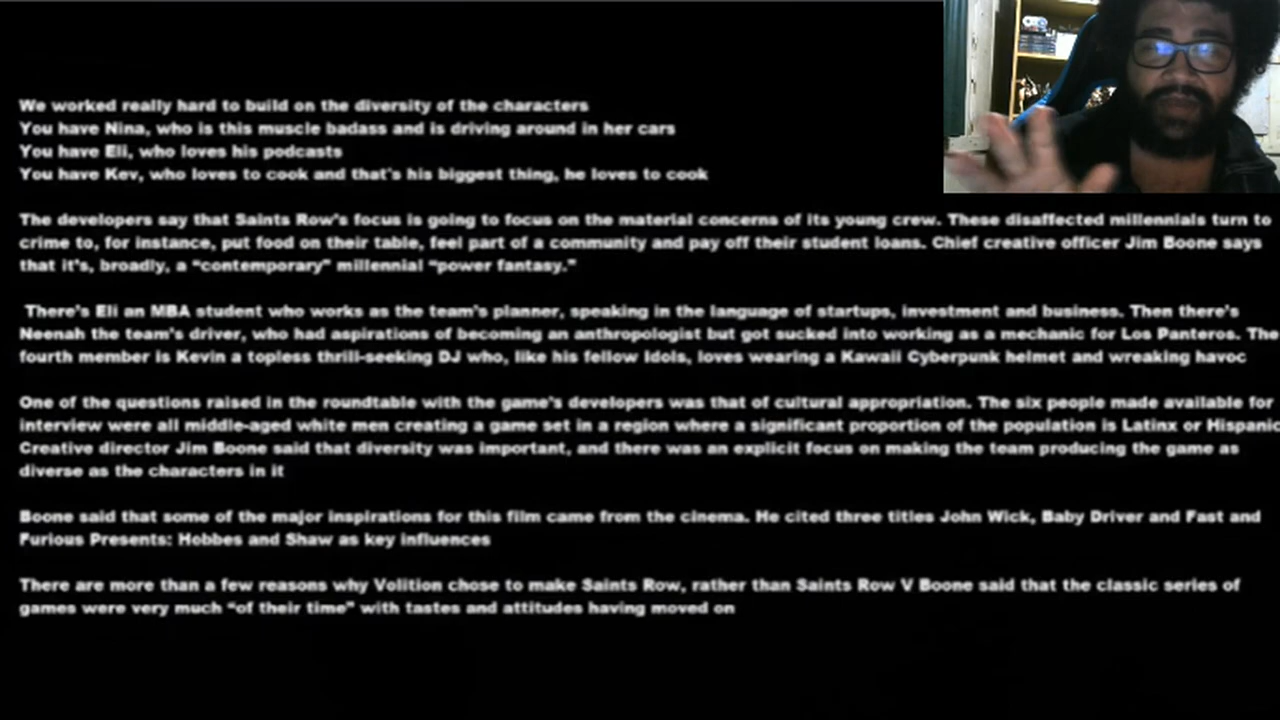 We worked really hard to build on the diversity of the characters
You have Nina, who is this muscle badass and is driving around in her cars
You have Eli, who loves his podcasts
You have Kev, who loves to cook and that's his biggest thing, he loves to cook
The developers say that Saints Row's focus is going to focus on the material concerns of its young crew. These disaffected millennials turn to
crime to, for instance, put food on their table, feel part of a community and pay off their student loans. Chief creative officer Jim Boone says
that it's, broadly, a “contemporary” millennial “power fantasy.”
There's Eli an MBA student who works as the team's planner, speaking in the language of startups, investment and business. Then there's
Neenah the team's driver, who had aspirations of becoming an anthropologist but got sucked into working as a mechanic for Los Panteros. The
fourth member is Kevin a topless thrill-seeking DJ who, like his fellow Idols, loves wearing a Kawaii Cyberpunk helmet and wreaking havoc
One of the questions raised in the roundtable with the game's developers was that of cultural appropriation. The six people made available for
interview were all middle-aged white men creating a game set in a region where a significant proportion of the population is Latinx or Hispanic
Creative director Jim Boone said that diversity was important, and there was an explicit focus on making the team producing the game as
diverse as the characters in it
Boone said that some of the major inspirations for this film came from the cinema. He cited three titles John Wick, Baby Driver and Fast and
Furious Presents: Hobbes and Shaw as key influences
There are more than a few reasons why Volition chose to make Saints Row, rather than Saints Row V Boone said that the classic series of
games were very much “of their time” with tastes and attitudes having moved on